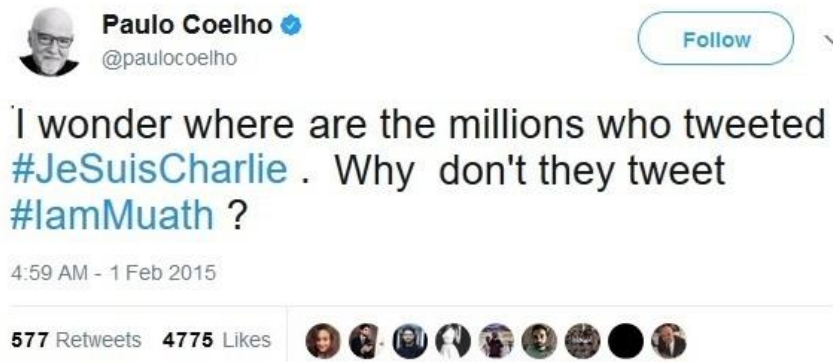 Paulo Coelho
@paulocoelho
Follow
I wonder where are the millions who tweeted
#JeSuisCharlie . Why don't they tweet
#IamMuath ?
4:59 AM - 1 Feb 2015
577 Retweets 4775 Likes